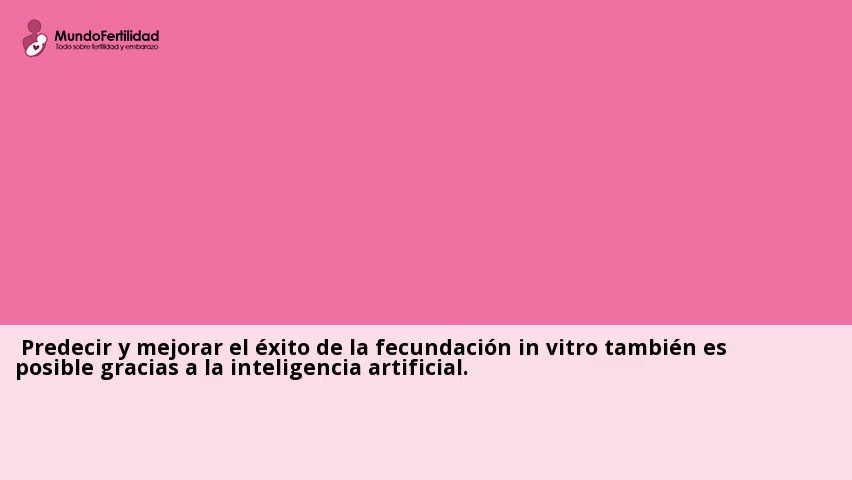 MundoFertilidad
Todo sobre fertilidad y embarazo
Predecir y mejorar el éxito de la fecundación in vitro también es
posible gracias a la inteligencia artificial.